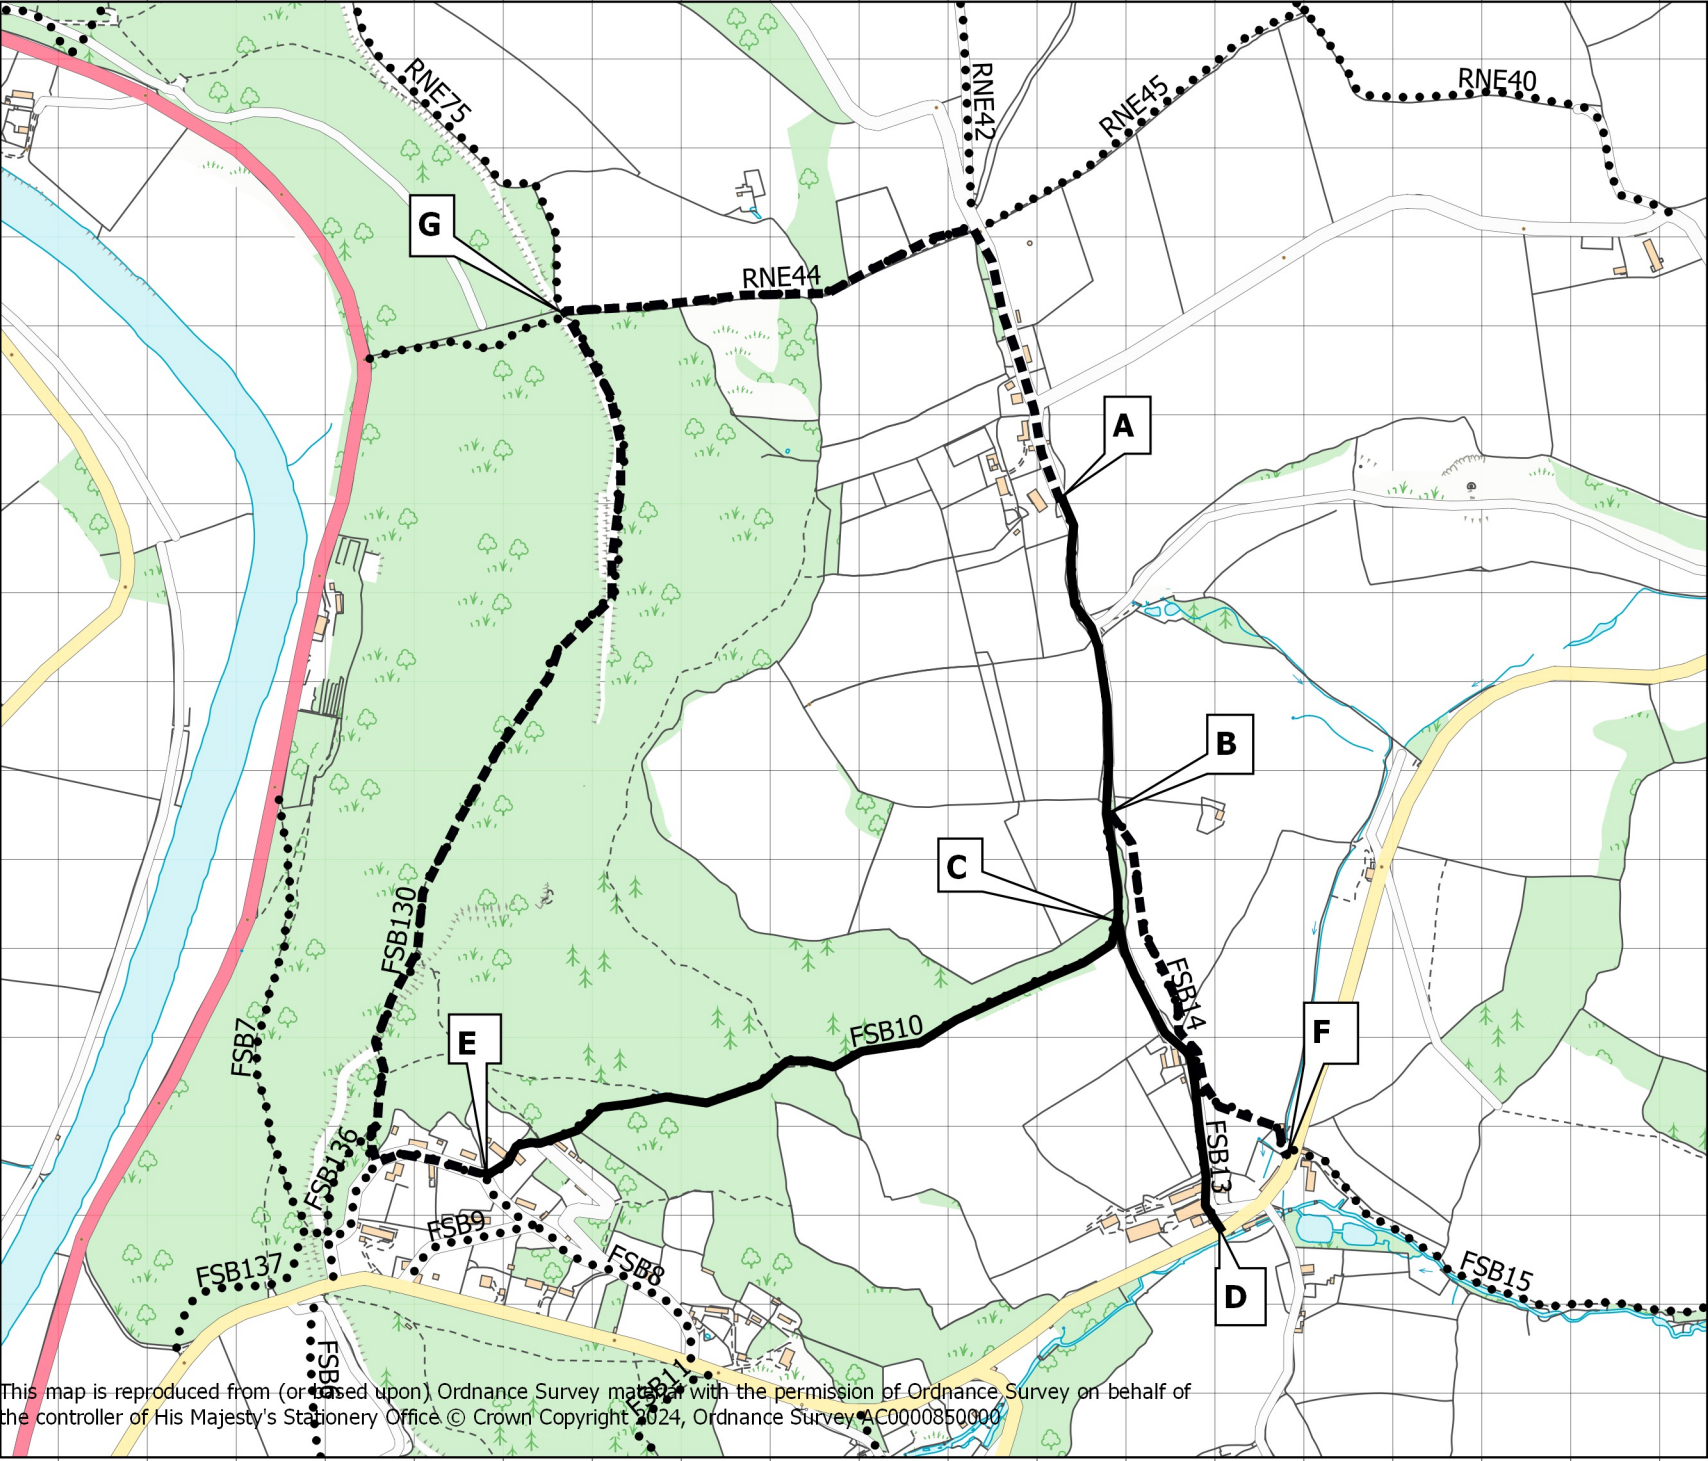 RNE75
RNE42
RNE45
RNE40
G
RNE44
A
B
C
FSB130
FSB14
FSB7
FSB10
E
F
FSB136
FSB13
FSB9
FSB137
FSB8
FSB15
D
FSB6
FSB11
This map is reproduced from (or based upon) Ordnance Survey material with the permission of Ordnance Survey on behalf of
the controller of His Majesty's Stationery Office © Crown Copyright 2024, Ordnance Survey AC0000850000